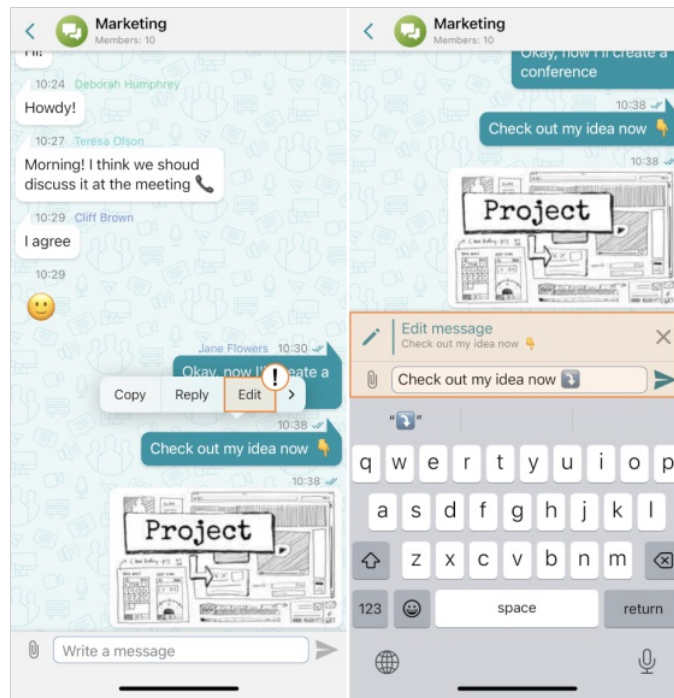 Marketing
Members: 10
Hi!
10:24 Deborah Humphrey
Howdy!
10:27 Teresa Olson
Morning! I think we shoud
discuss it at the meeting 📞
10:29 Cliff Brown
I agree
10:29
🙂
Jane Flowers 10:30
Okay, now I'll create a
Copy Reply Edit >
!
10:38
Check out my idea now 👇
10:38
Project
Write a message
Marketing
Members: 10
Okay, now I'll create a
conference
10:38
Check out my idea now 👇
10:38
Project
Edit message
Check out my idea now 👇
Check out my idea now ⤵️
“⤵️”
q w e r t y u i o p
a s d f g h j k l
z x c v b n m
123 space return